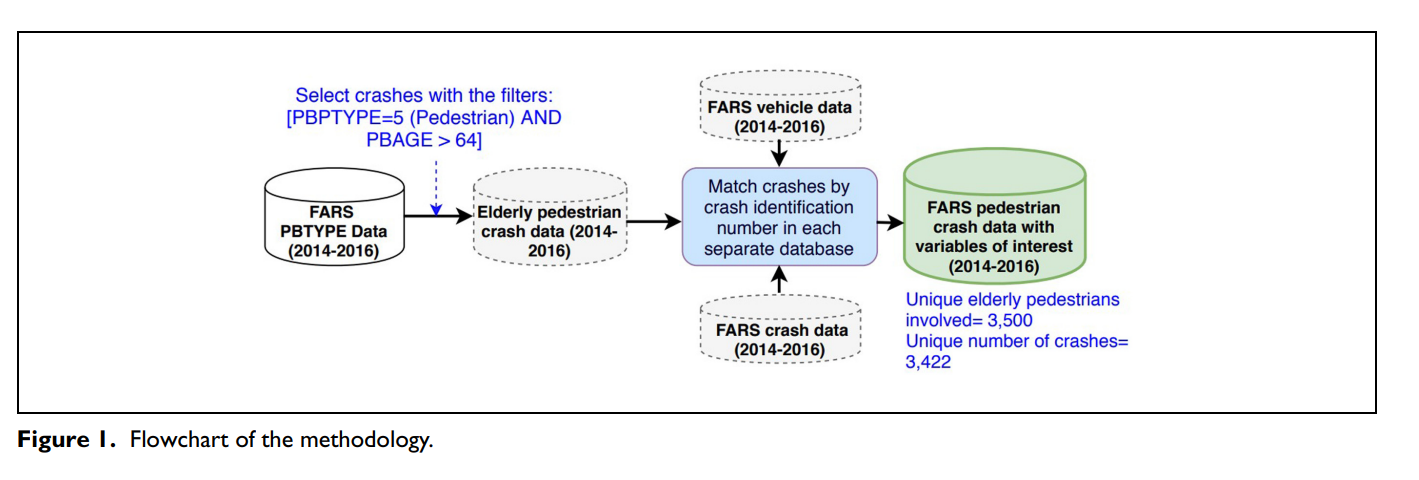 Select crashes with the filters:
[PBPTYPE=5 (Pedestrian) AND
PBAGE > 64]
FARS
PBTYPE Data
(2014-2016)
Elderly pedestrian
crash data (2014-
2016)
FARS vehicle data
(2014-2016)
Match crashes by
crash identification
number in each
separate database
FARS crash data
(2014-2016)
FARS pedestrian
crash data with
variables of interest
(2014-2016)
Unique elderly pedestrians
involved= 3,500
Unique number of crashes=
3,422
Figure 1. Flowchart of the methodology.